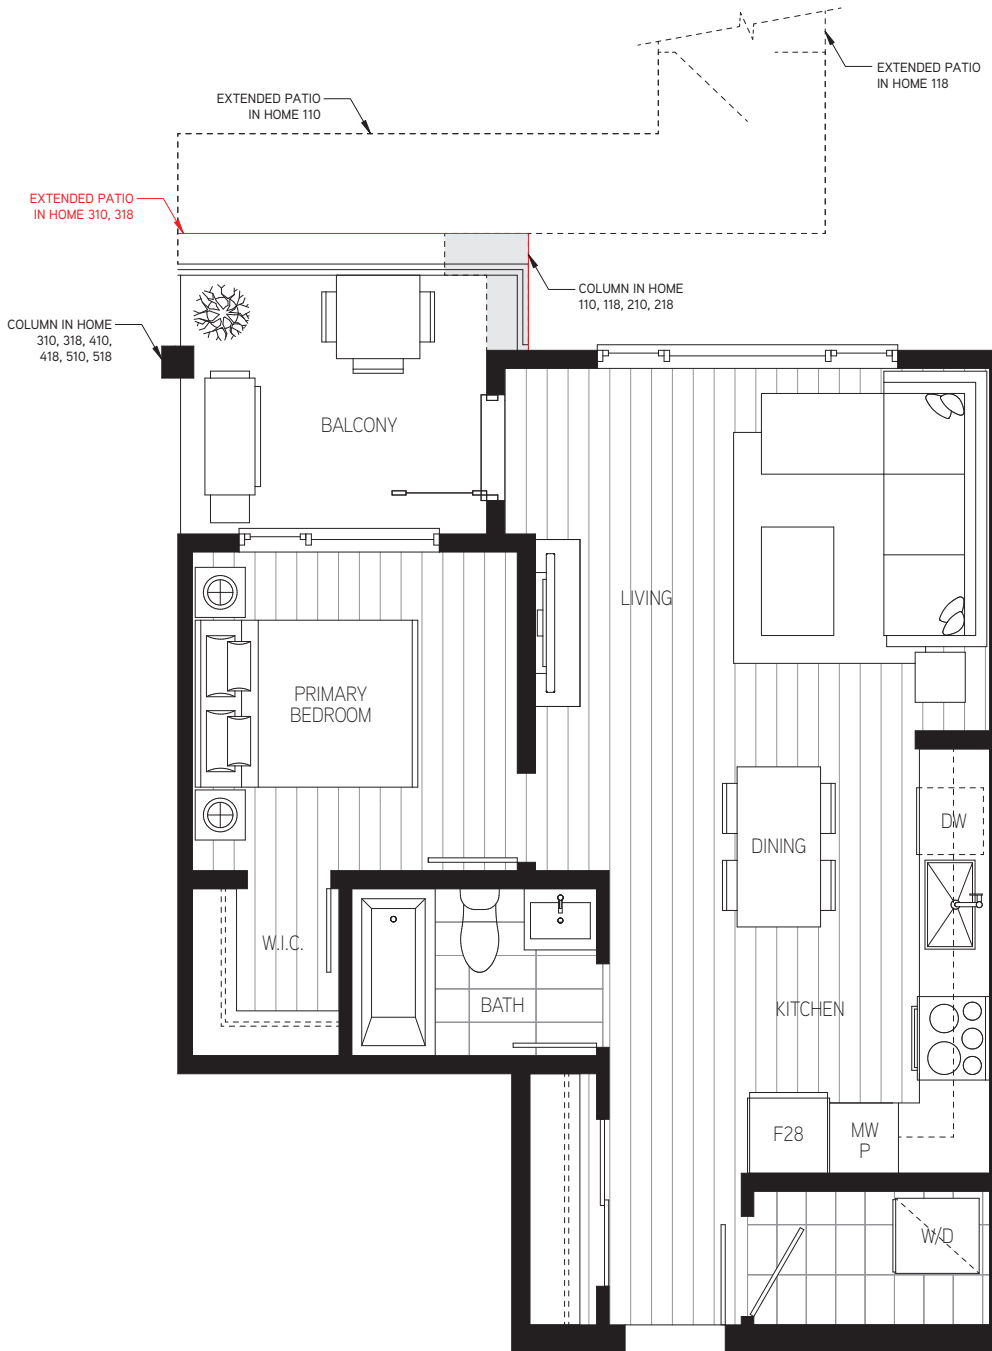 EXTENDED PATIO
IN HOME 118
EXTENDED PATIO
IN HOME 110
EXTENDED PATIO
IN HOME 310, 318
COLUMN IN HOME
110, 118, 210, 218
COLUMN IN HOME
310, 318, 410,
418, 510, 518
BALCONY
LIVING
PRIMARY
BEDROOM
DW
DINING
W.I.C.
BATH
KITCHEN
F28
MW
P
W/D